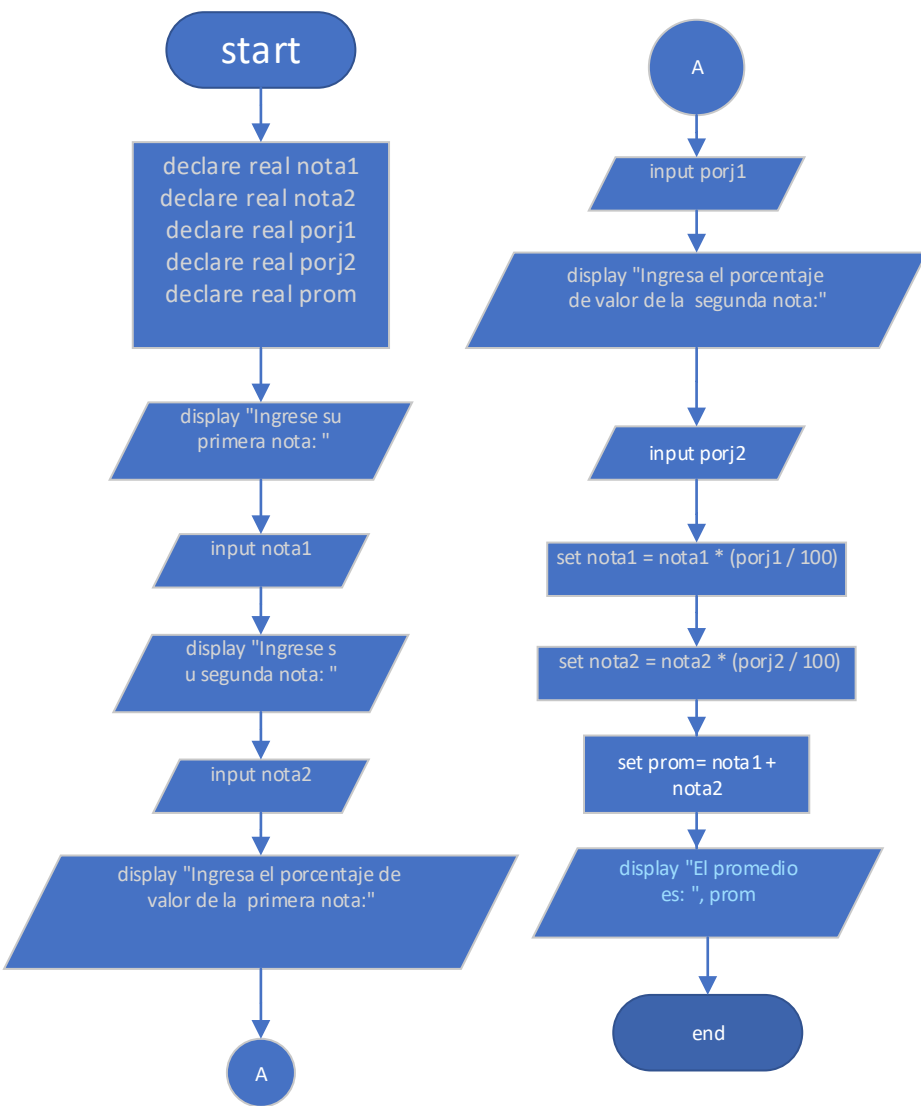 start
declare real nota1
declare real nota2
declare real porj1
declare real porj2
declare real prom
display "Ingrese su
primera nota: "
input nota1
display "Ingrese s
u segunda nota: "
input nota2
display "Ingresa el porcentaje de
valor de la  primera nota:"
A
A
input porj1
display "Ingresa el porcentaje
de valor de la  segunda nota:"
input porj2
set nota1 = nota1 * (porj1 / 100)
set nota2 = nota2 * (porj2 / 100)
set prom= nota1 +
nota2
display "El promedio
es: ", prom
end